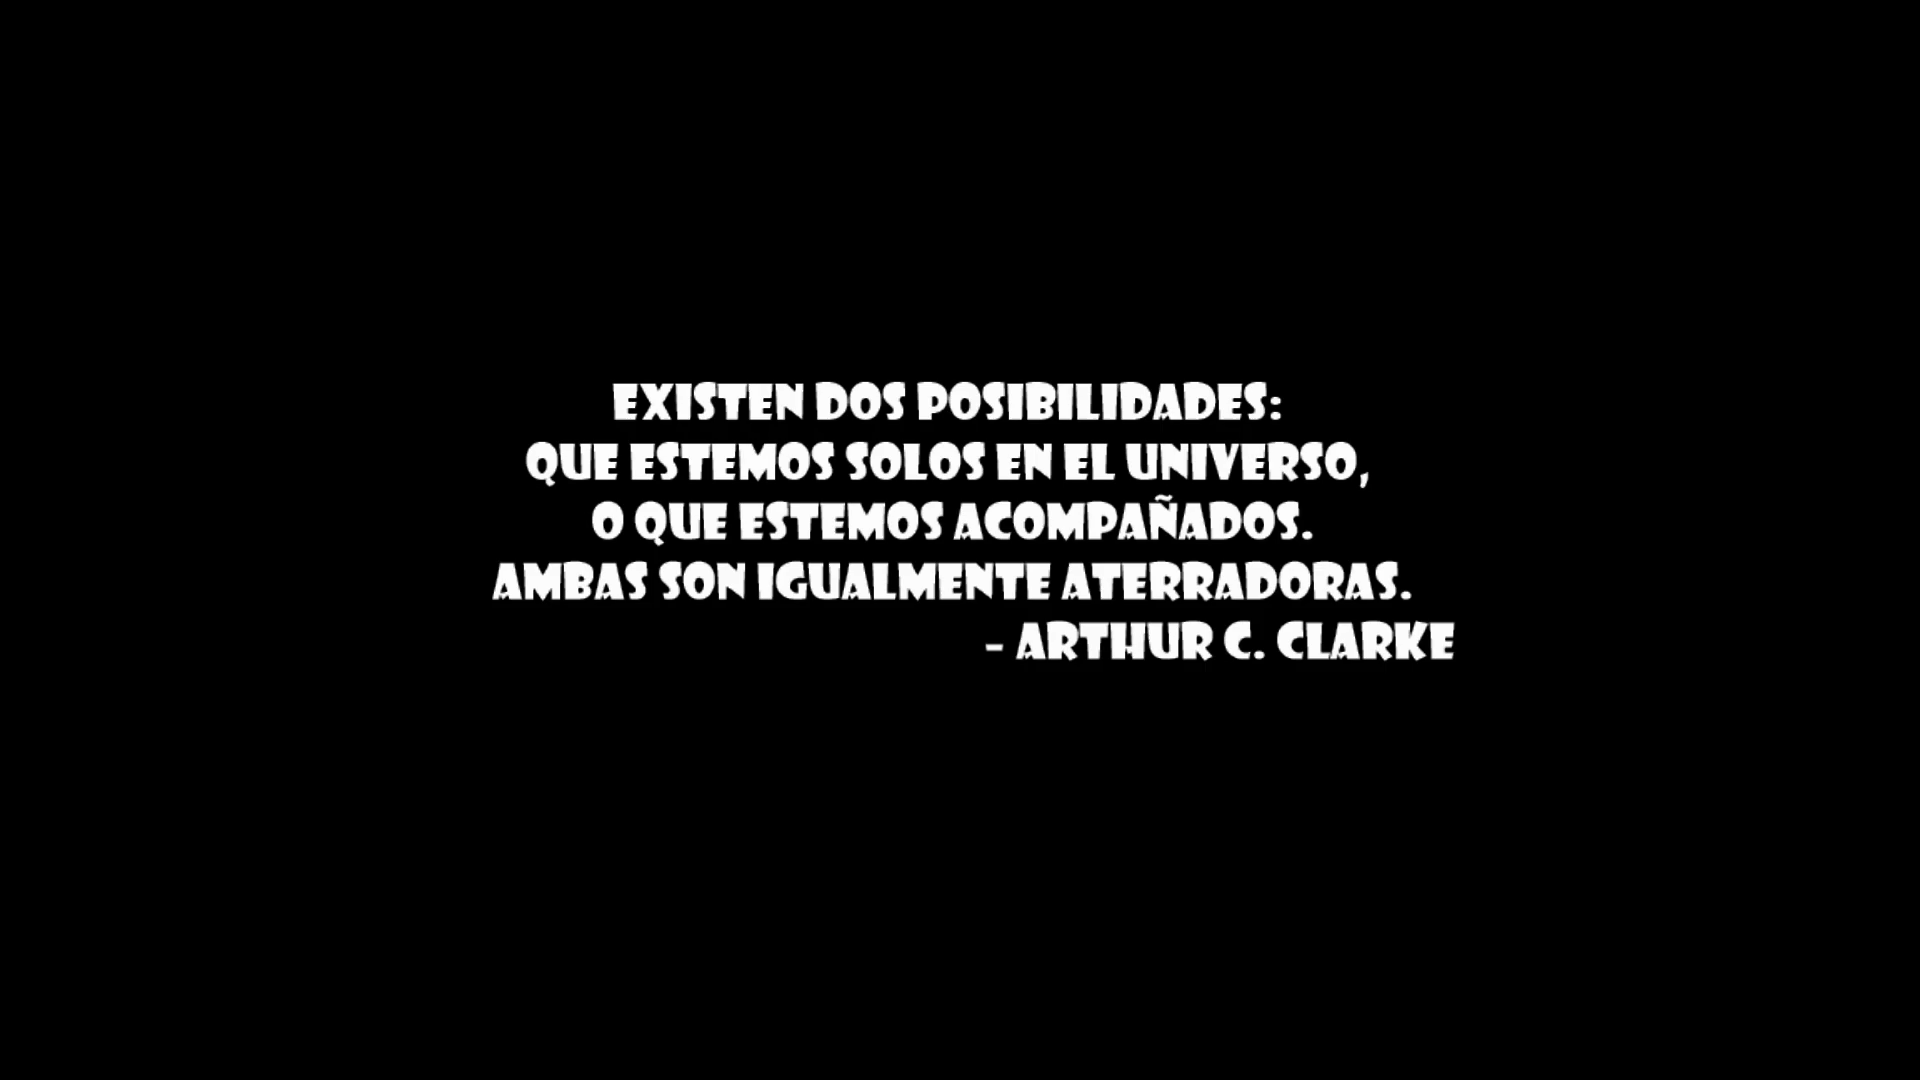 EXISTEN DOS POSIBILIDADES:
QUE ESTEMOS SOLOS EN EL UNIVERSO,
O QUE ESTEMOS ACOMPAÑADOS.
AMBAS SON IGUALMENTE ATERRADORAS.
- ARTHUR C. CLARKE